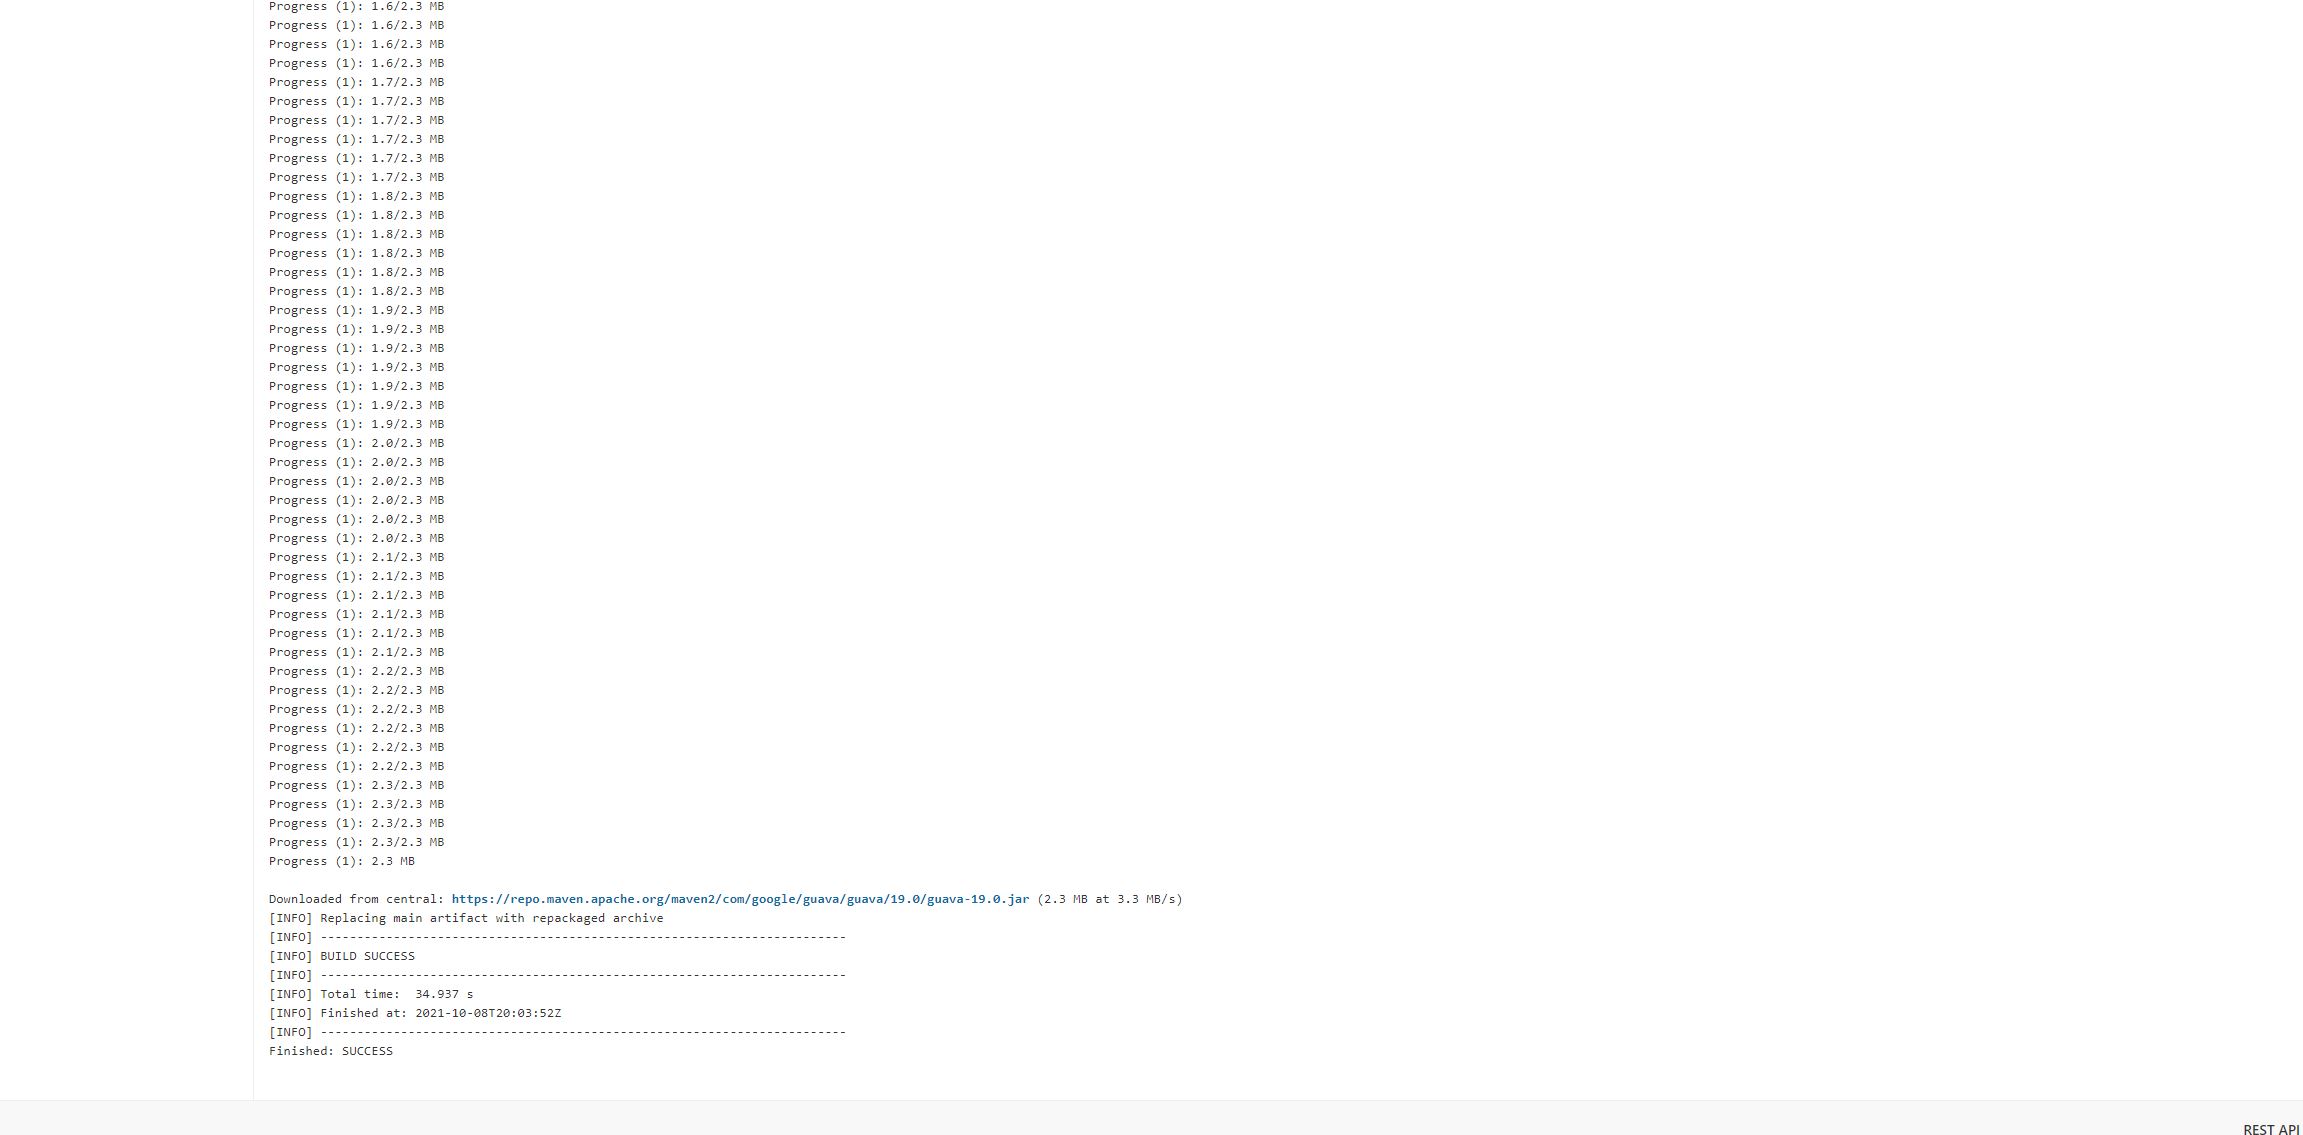 Progress (1): 1.6/2.3 MB
Progress (1): 1.6/2.3 MB
Progress (1): 1.6/2.3 MB
Progress (1): 1.6/2.3 MB
Progress (1): 1.7/2.3 MB
Progress (1): 1.7/2.3 MB
Progress (1): 1.7/2.3 MB
Progress (1): 1.7/2.3 MB
Progress (1): 1.7/2.3 MB
Progress (1): 1.7/2.3 MB
Progress (1): 1.8/2.3 MB
Progress (1): 1.8/2.3 MB
Progress (1): 1.8/2.3 MB
Progress (1): 1.8/2.3 MB
Progress (1): 1.8/2.3 MB
Progress (1): 1.8/2.3 MB
Progress (1): 1.9/2.3 MB
Progress (1): 1.9/2.3 MB
Progress (1): 1.9/2.3 MB
Progress (1): 1.9/2.3 MB
Progress (1): 1.9/2.3 MB
Progress (1): 1.9/2.3 MB
Progress (1): 1.9/2.3 MB
Progress (1): 2.0/2.3 MB
Progress (1): 2.0/2.3 MB
Progress (1): 2.0/2.3 MB
Progress (1): 2.0/2.3 MB
Progress (1): 2.0/2.3 MB
Progress (1): 2.0/2.3 MB
Progress (1): 2.1/2.3 MB
Progress (1): 2.1/2.3 MB
Progress (1): 2.1/2.3 MB
Progress (1): 2.1/2.3 MB
Progress (1): 2.1/2.3 MB
Progress (1): 2.1/2.3 MB
Progress (1): 2.2/2.3 MB
Progress (1): 2.2/2.3 MB
Progress (1): 2.2/2.3 MB
Progress (1): 2.2/2.3 MB
Progress (1): 2.2/2.3 MB
Progress (1): 2.2/2.3 MB
Progress (1): 2.3/2.3 MB
Progress (1): 2.3/2.3 MB
Progress (1): 2.3/2.3 MB
Progress (1): 2.3/2.3 MB
Progress (1): 2.3 MB
Downloaded from central: https://repo.maven.apache.org/maven2/com/google/guava/guava/19.0/guava-19.0.jar (2.3 MB at 3.3 MB/s)
[INFO] Replacing main artifact with repackaged archive
[INFO] ------------------------------------------------------------------------
[INFO] BUILD SUCCESS
[INFO] ------------------------------------------------------------------------
[INFO] Total time:  34.937 s
[INFO] Finished at: 2021-10-08T20:03:52Z
[INFO] ------------------------------------------------------------------------
Finished: SUCCESS
REST API